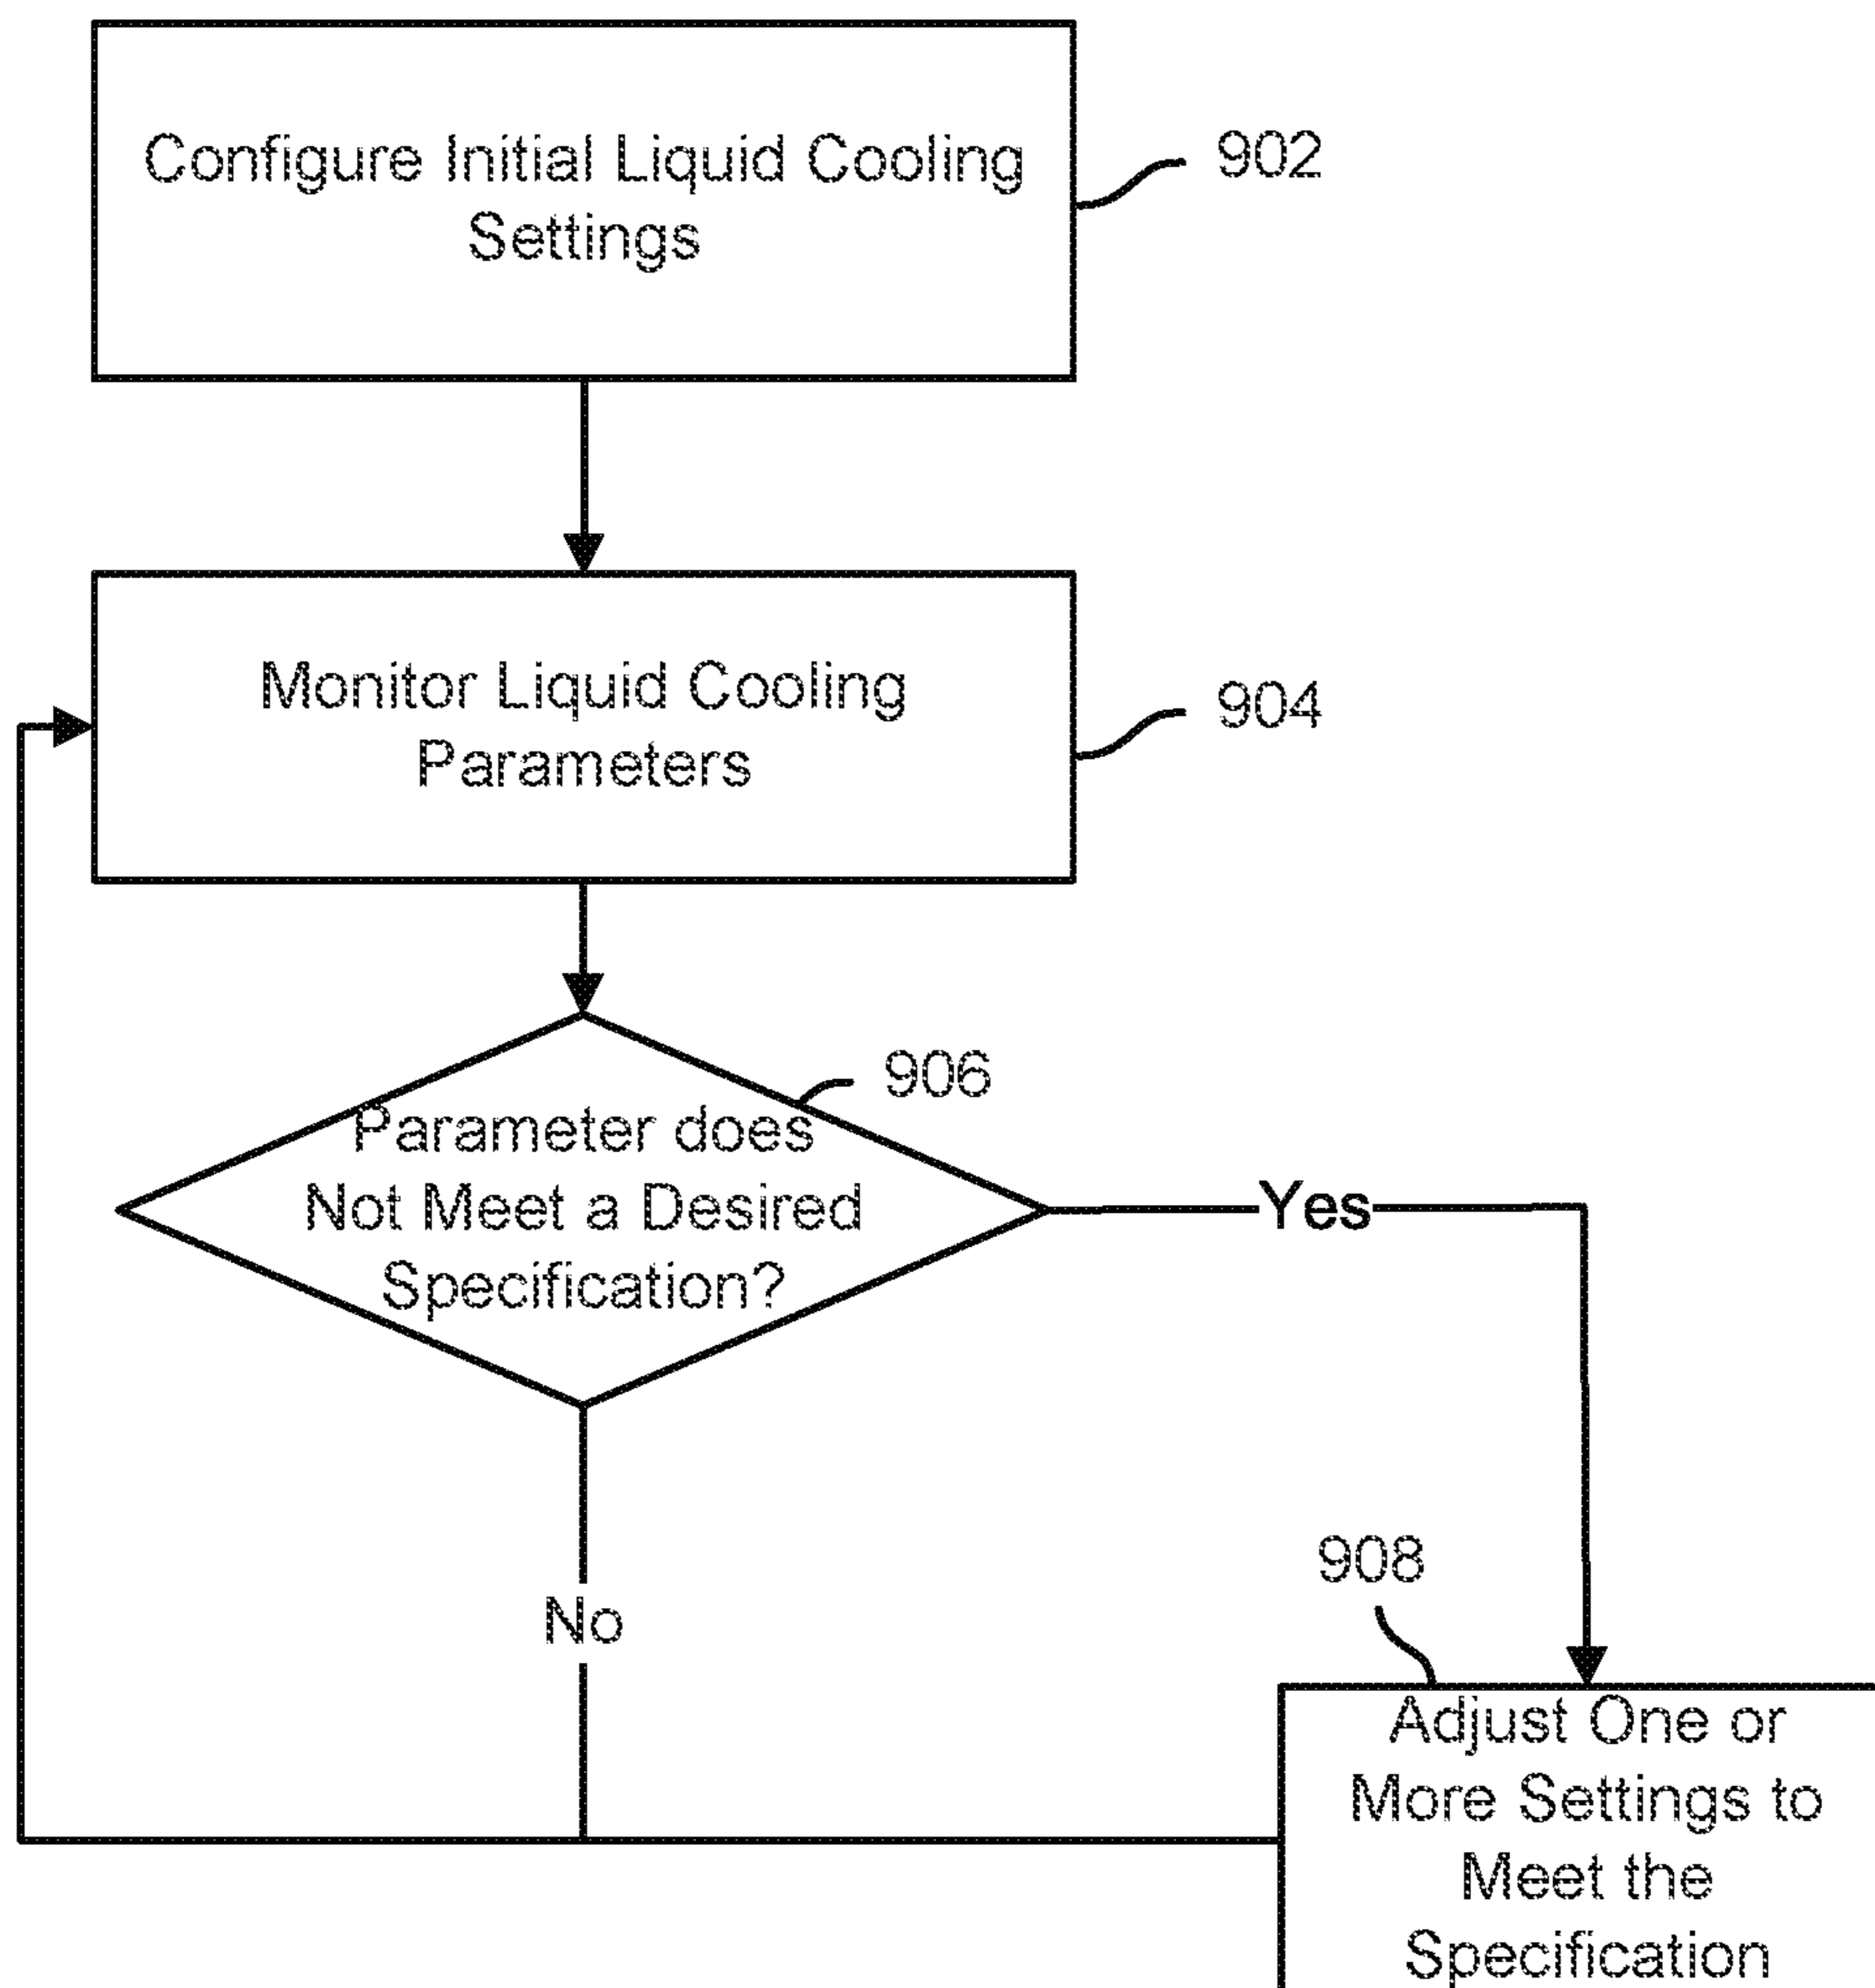 Configure Initial Liquid Cooling
Settings
902
Monitor Liquid Cooling
Parameters
904
906
Parameter does
Not Meet a Desired
Specification?
Yes
No
908
Adjust One or
More Settings to
Meet the
Specification